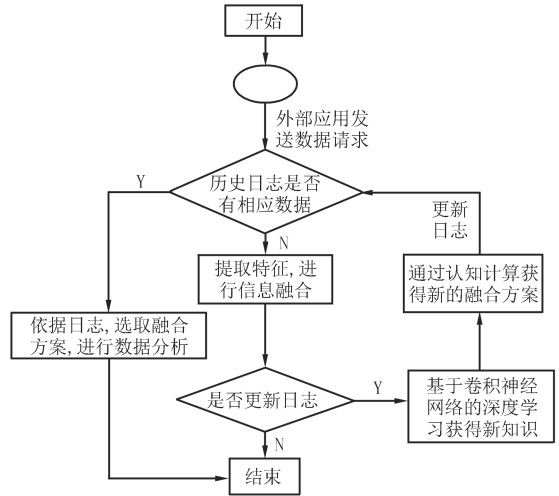 开始
外部应用发
送数据请求
历史日志是否
有相应数据
Y
N
更新
日志
提取特征,进
行信息融合
通过认知计算获
得新的融合方案
依据日志,选取融合
方案,进行数据分析
是否更新日志
Y
基于卷积神经
网络的深度学
习获得新知识
N
结束